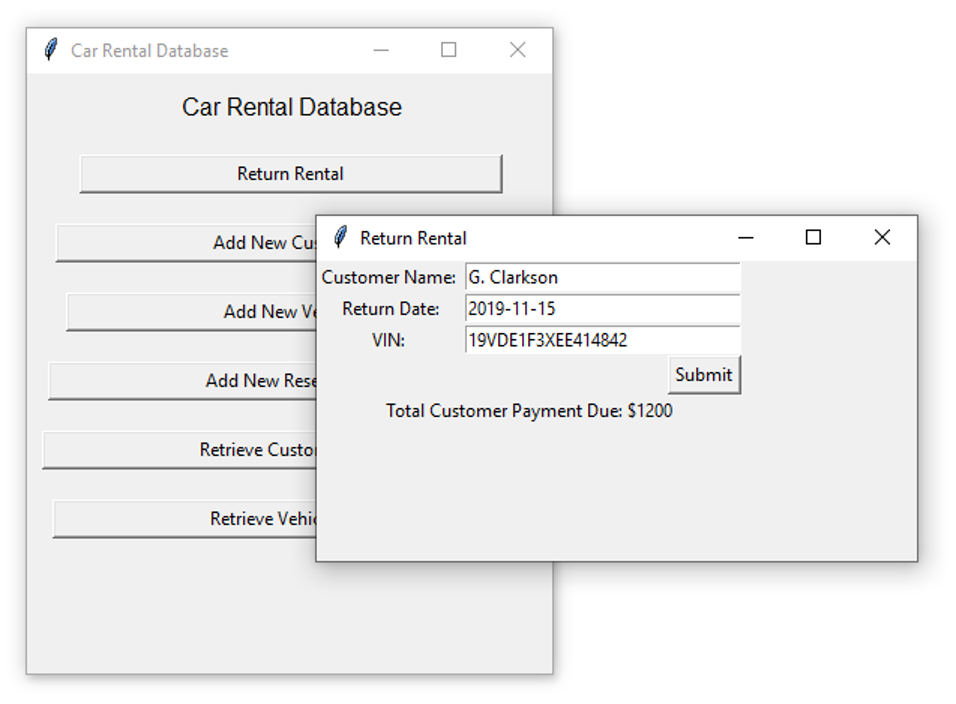 Car Rental Database
Car Rental Database
Return Rental
Add New Cus
Add New Ve
Add New Rese
Retrieve Custo
Retrieve Vehic
Return Rental
Customer Name: G. Clarkson
Return Date: 2019-11-15
VIN: 19VDE1F3XEE414842
Submit
Total Customer Payment Due: $1200